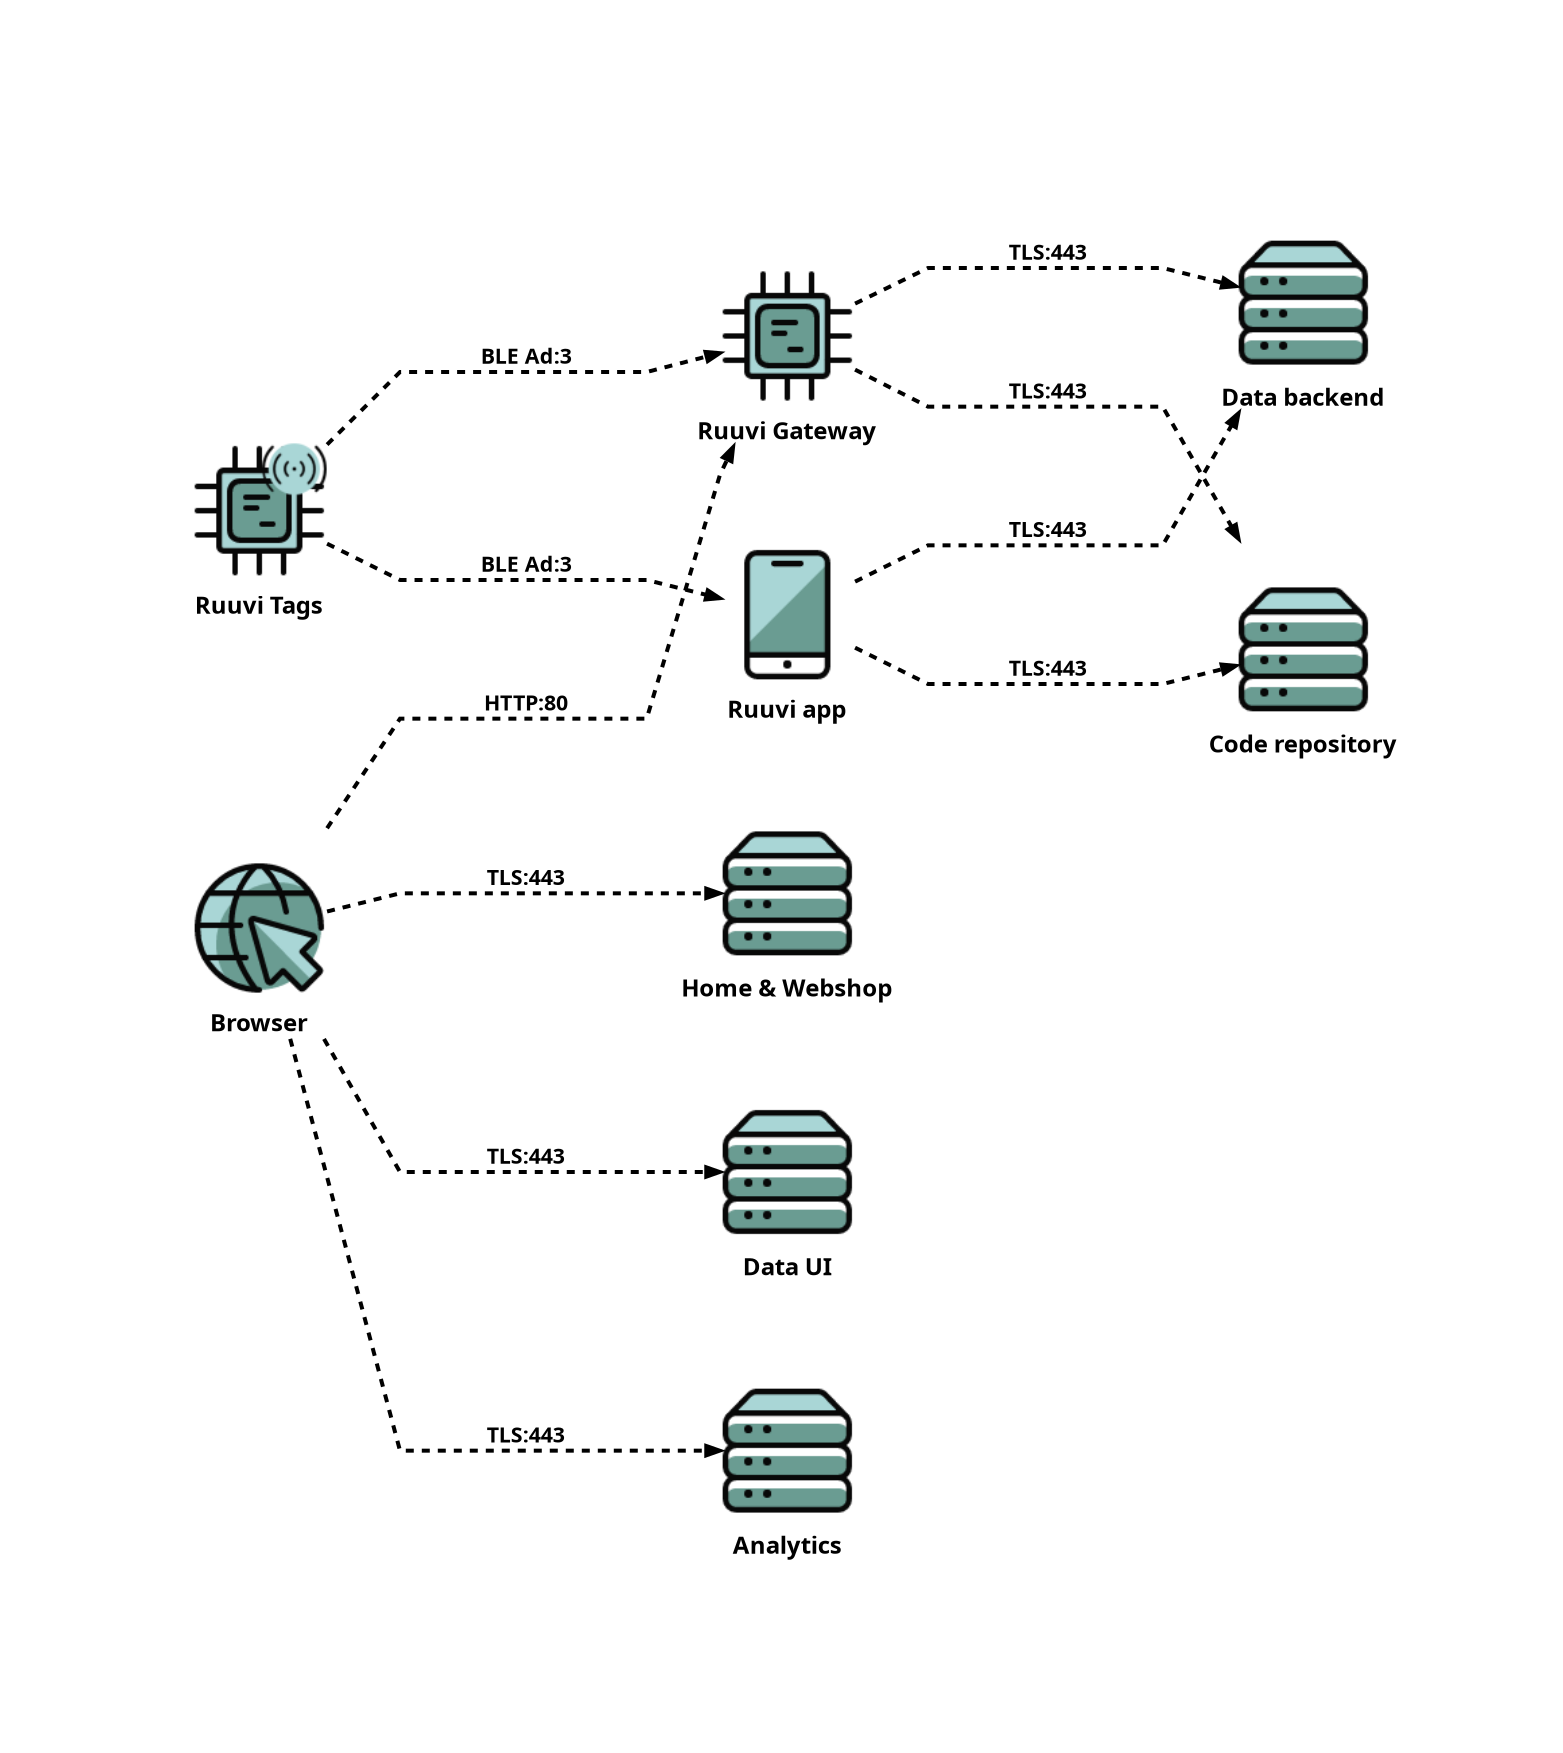 TLS:443
BLE Ad:3
TLS:443
Data backend
Ruuvi Gateway
TLS:443
BLE Ad:3
Ruuvi Tags
TLS:443
HTTP:80
Ruuvi app
Code repository
TLS:443
Home & Webshop
Browser
TLS:443
Data UI
TLS:443
Analytics